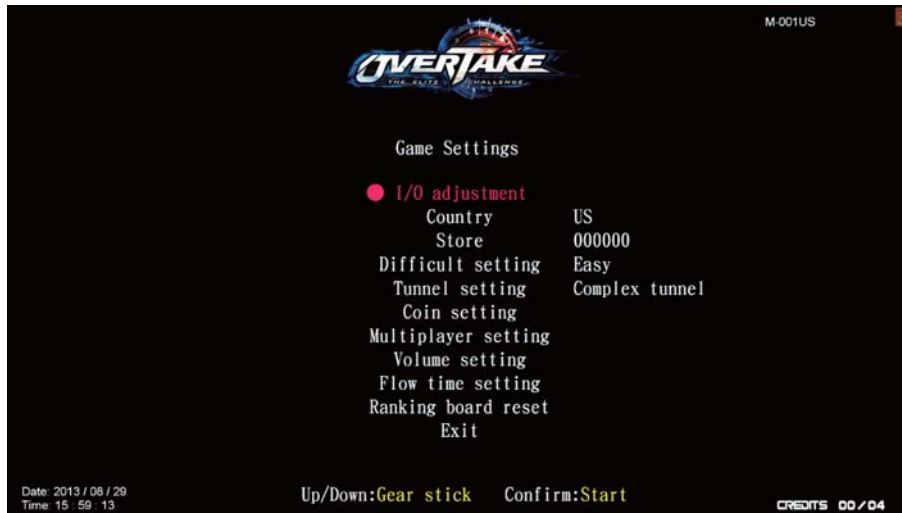 M-001US
OVERTAKE
THE ELITE CHALLENGE
Game Settings
I/O adjustment
Country US
Store 000000
Difficult setting Easy
Tunnel setting Complex tunnel
Coin setting
Multiplayer setting
Volume setting
Flow time setting
Ranking board reset
Exit
Date: 2013 / 08 / 29
Time: 15 : 59 : 13
Up/Down:Gear stick Confirm:Start
CREDITS 00/04